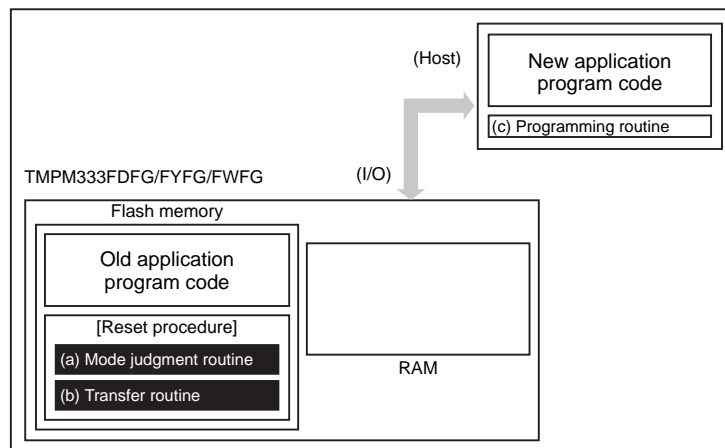 (Host)
New application
program code
(c) Programming routine
TMPM333FDFG/FYFG/FWFG
(I/O)
Flash memory
Old application
program code
[Reset procedure]
(a) Mode judgment routine
(b) Transfer routine
RAM